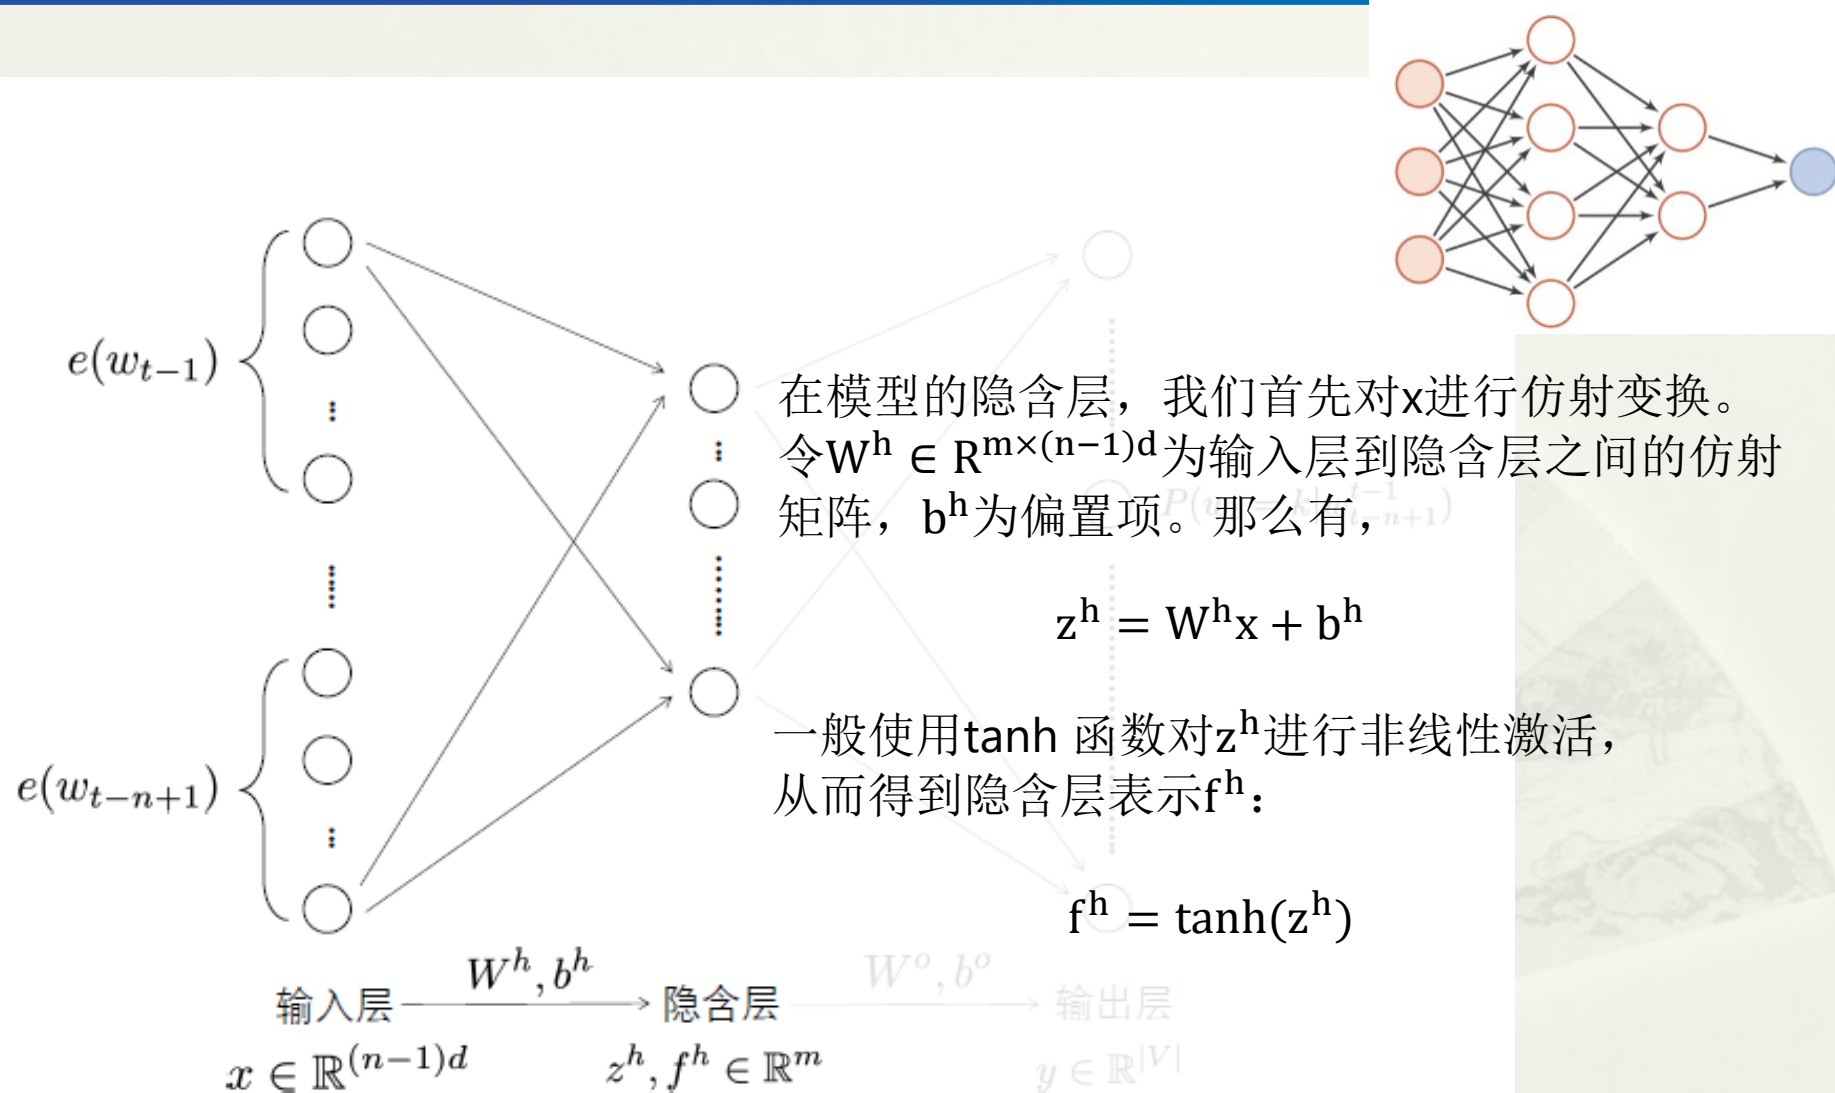 e(w_{t-1})
在模型的隐含层，我们首先对x进行仿射变换。
令W^h ∈ R^{m×(n−1)d}为输入层到隐含层之间的仿射
矩阵，b^h为偏置项。那么有，
z^h = W^h x + b^h
一般使用tanh 函数对z^h进行非线性激活，
从而得到隐含层表示f^h：
e(w_{t-n+1})
f^h = tanh(z^h)
W^h, b^h
W^o, b^o
输入层
隐含层
输出层
x ∈ ℝ^{(n−1)d}
z^h, f^h ∈ ℝ^m
y ∈ ℝ^{|V|}